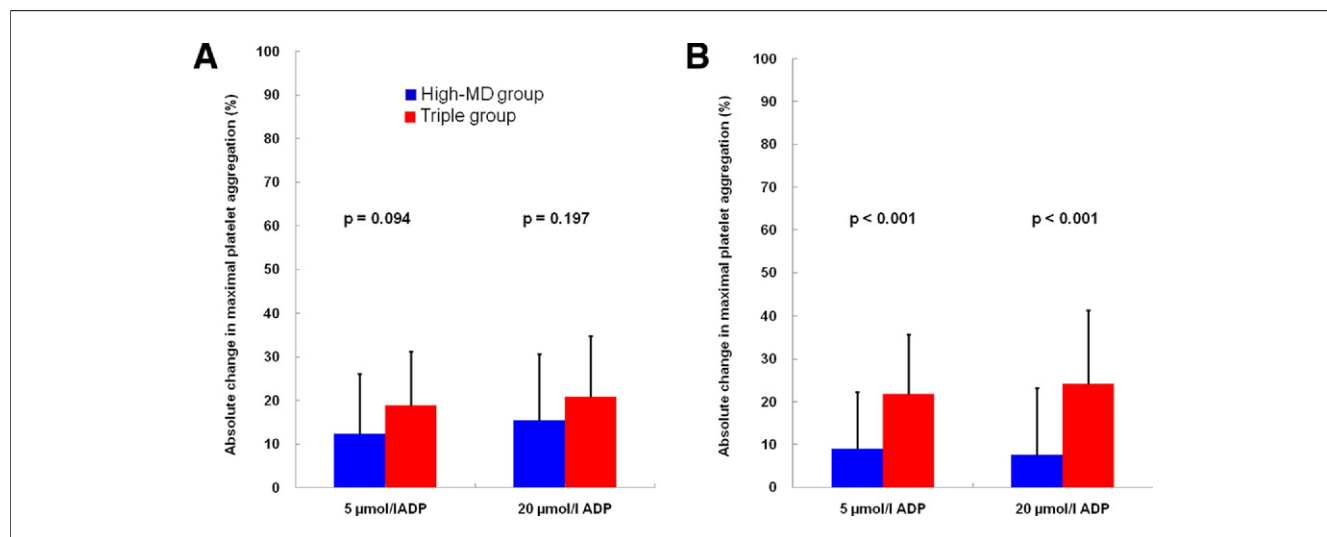 A
Absolute change in maximal platelet aggregation (%)
100
90
80
70
60
50
40
30
20
10
0
High-MD group
Triple group
p = 0.094
p = 0.197
5 µmol/lADP
20 µmol/l ADP
B
Absolute change in maximal platelet aggregation (%)
100
90
80
70
60
50
40
30
20
10
0
p < 0.001
p < 0.001
5 µmol/l ADP
20 µmol/l ADP